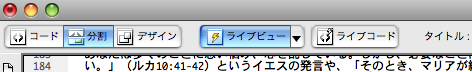 コード 分割 デザイン ライブビュー ライブコード タイトル:
184 い。」(ルカ10:41-42)というイエスの発言や、「そのとき、マリアが